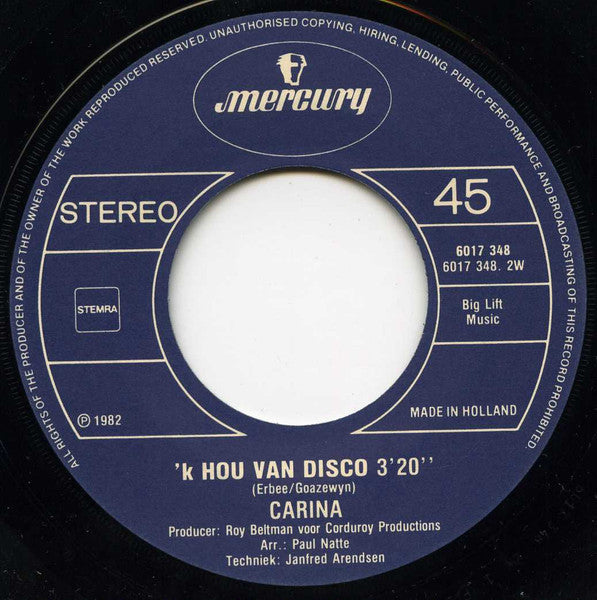 ALL RIGHTS OF THE PRODUCER AND OF THE OWNER OF THE WORK REPRODUCED RESERVED. UNAUTHORISED COPYING, HIRING, LENDING, PUBLIC PERFORMANCE AND BROADCASTING OF THIS RECORD PROHIBITED.
mercury
STEREO
45
6017 348
6017 348. 2W
STEMRA
Big Lift
Music
℗ 1982
MADE IN HOLLAND
'k HOU VAN DISCO 3'20''
(Erbee/Goazewyn)
CARINA
Producer: Roy Beltman voor Corduroy Productions
Arr.: Paul Natte
Techniek: Janfred Arendsen